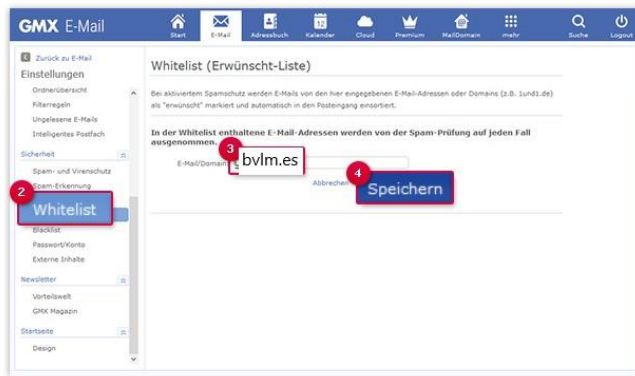 GMX E-Mail
Start
E-Mail
Adressbuch
12
Kalender
Cloud
Premium
MailDomain
mehr
Suche
Logout
Zurück zu E-Mail
Einstellungen
Ordnerübersicht
Filterregeln
Ungelesene E-Mails
Intelligentes Postfach
Sicherheit
Spam- und Virenschutz
Spam-Erkennung
2
Whitelist
Blacklist
Passwort/Konto
Externe Inhalte
Newsletter
Vorteilswelt
GMX Magazin
Startseite
Design
Whitelist (Erwünscht-Liste)
Bei aktiviertem Spamschutz werden E-Mails von den hier eingegebenen E-Mail-Adressen oder Domains (z.B. 1und1.de)
als "erwünscht" markiert und automatisch in den Posteingang einsortiert.
In der Whitelist enthaltene E-Mail-Adressen werden von der Spam-Prüfung auf jeden Fall
ausgenommen.
3
E-Mail/Domain
bvlm.es
4
Abbrechen
Speichern